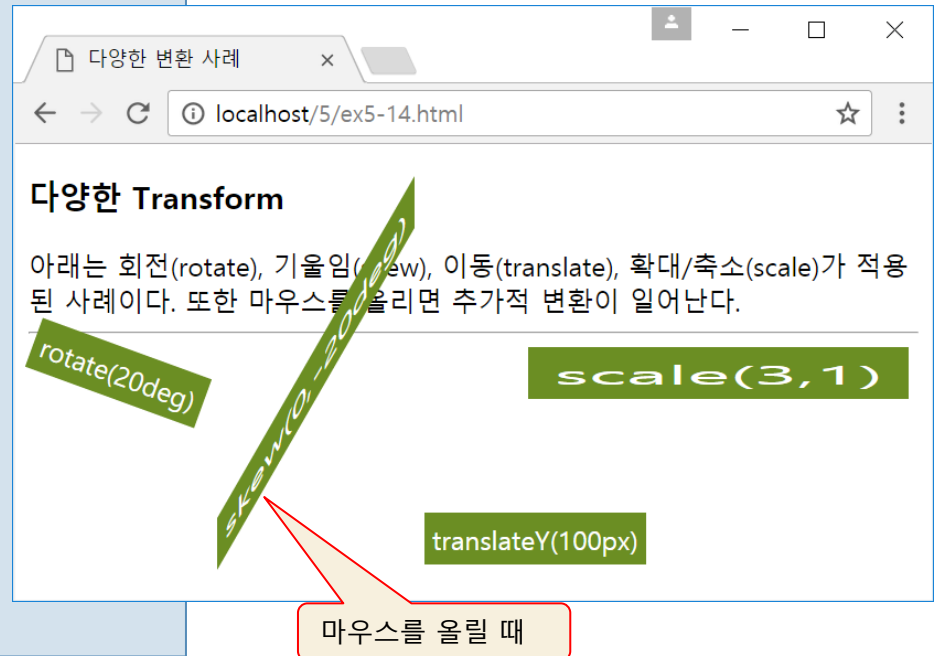 다양한 변환 사례
localhost/5/ex5-14.html
다양한 Transform
아래는 회전(rotate), 기울임( ew), 이동(translate), 확대/축소(scale)가 적용
된 사례이다. 또한 마우스를 올리면 추가적 변환이 일어난다.
rotate(20deg)
skew(0, -20deg)
scale(3,1)
translateY(100px)
마우스를 올릴 때